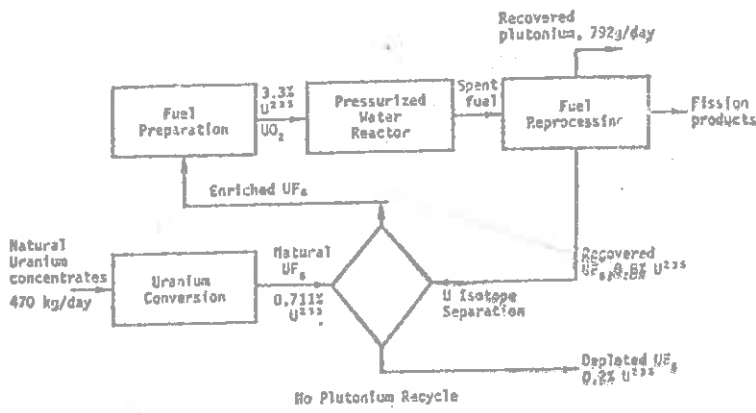 Recovered
plutonium, 792g/day
3.3%
U235
UO2
Fuel
Preparation
Pressurized
Water
Reactor
Spent
fuel
Fuel
Reprocessing
Fission
products
Enriched UF6
Natural
Uranium
concentrates
470 kg/day
Uranium
Conversion
Natural
UF6
0.711%
U235
U Isotope
Separation
Recovered
U235
Depleted UF6
0.2% U235
No Plutonium Recycle